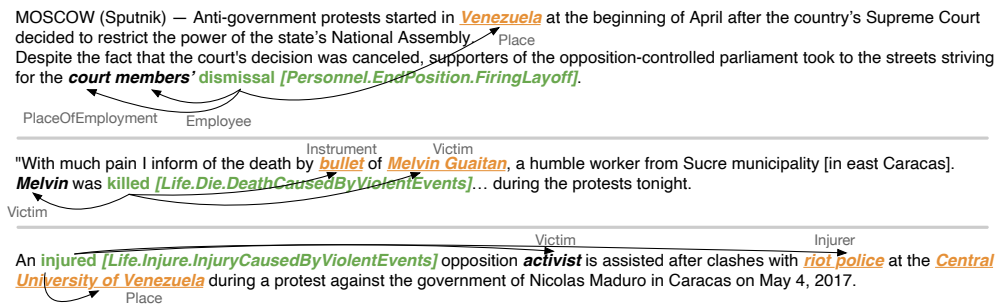 MOSCOW (Sputnik) — Anti-government protests started in Venezuela at the beginning of April after the country's Supreme Court
decided to restrict the power of the state's National Assembly.
Place
Despite the fact that the court's decision was canceled, supporters of the opposition-controlled parliament took to the streets striving
for the court members' dismissal [Personnel.EndPosition.FiringLayoff].
PlaceOfEmployment Employee
Instrument Victim
"With much pain I inform of the death by bullet of Melvin Guaitan, a humble worker from Sucre municipality [in east Caracas].
Melvin was killed [Life.Die.DeathCausedByViolentEvents]... during the protests tonight.
Victim
Victim Injurer
An injured [Life.Injure.InjuryCausedByViolentEvents] opposition activist is assisted after clashes with riot police at the Central
University of Venezuela during a protest against the government of Nicolas Maduro in Caracas on May 4, 2017.
Place